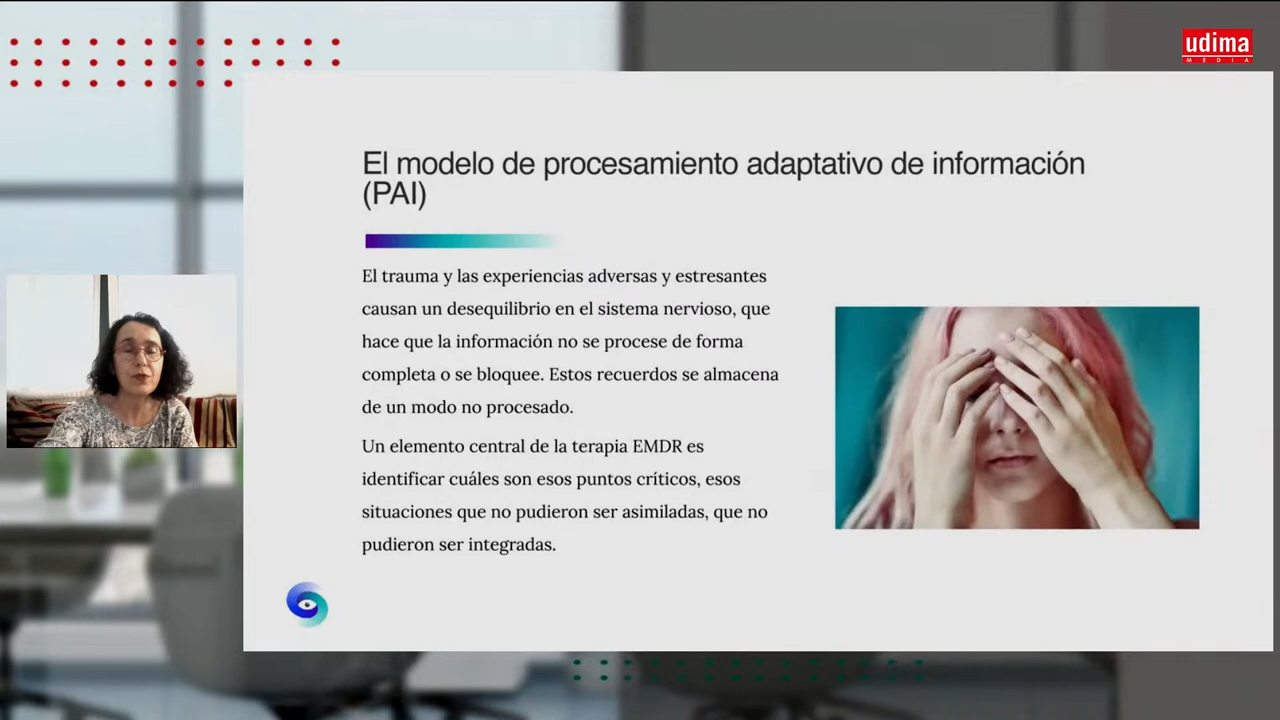 udima
MEDIA
El modelo de procesamiento adaptativo de información
(PAI)
El trauma y las experiencias adversas y estresantes
causan un desequilibrio en el sistema nervioso, que
hace que la información no se procese de forma
completa o se bloquee. Estos recuerdos se almacena
de un modo no procesado.
Un elemento central de la terapia EMDR es
identificar cuáles son esos puntos críticos, esos
situaciones que no pudieron ser asimiladas, que no
pudieron ser integradas.